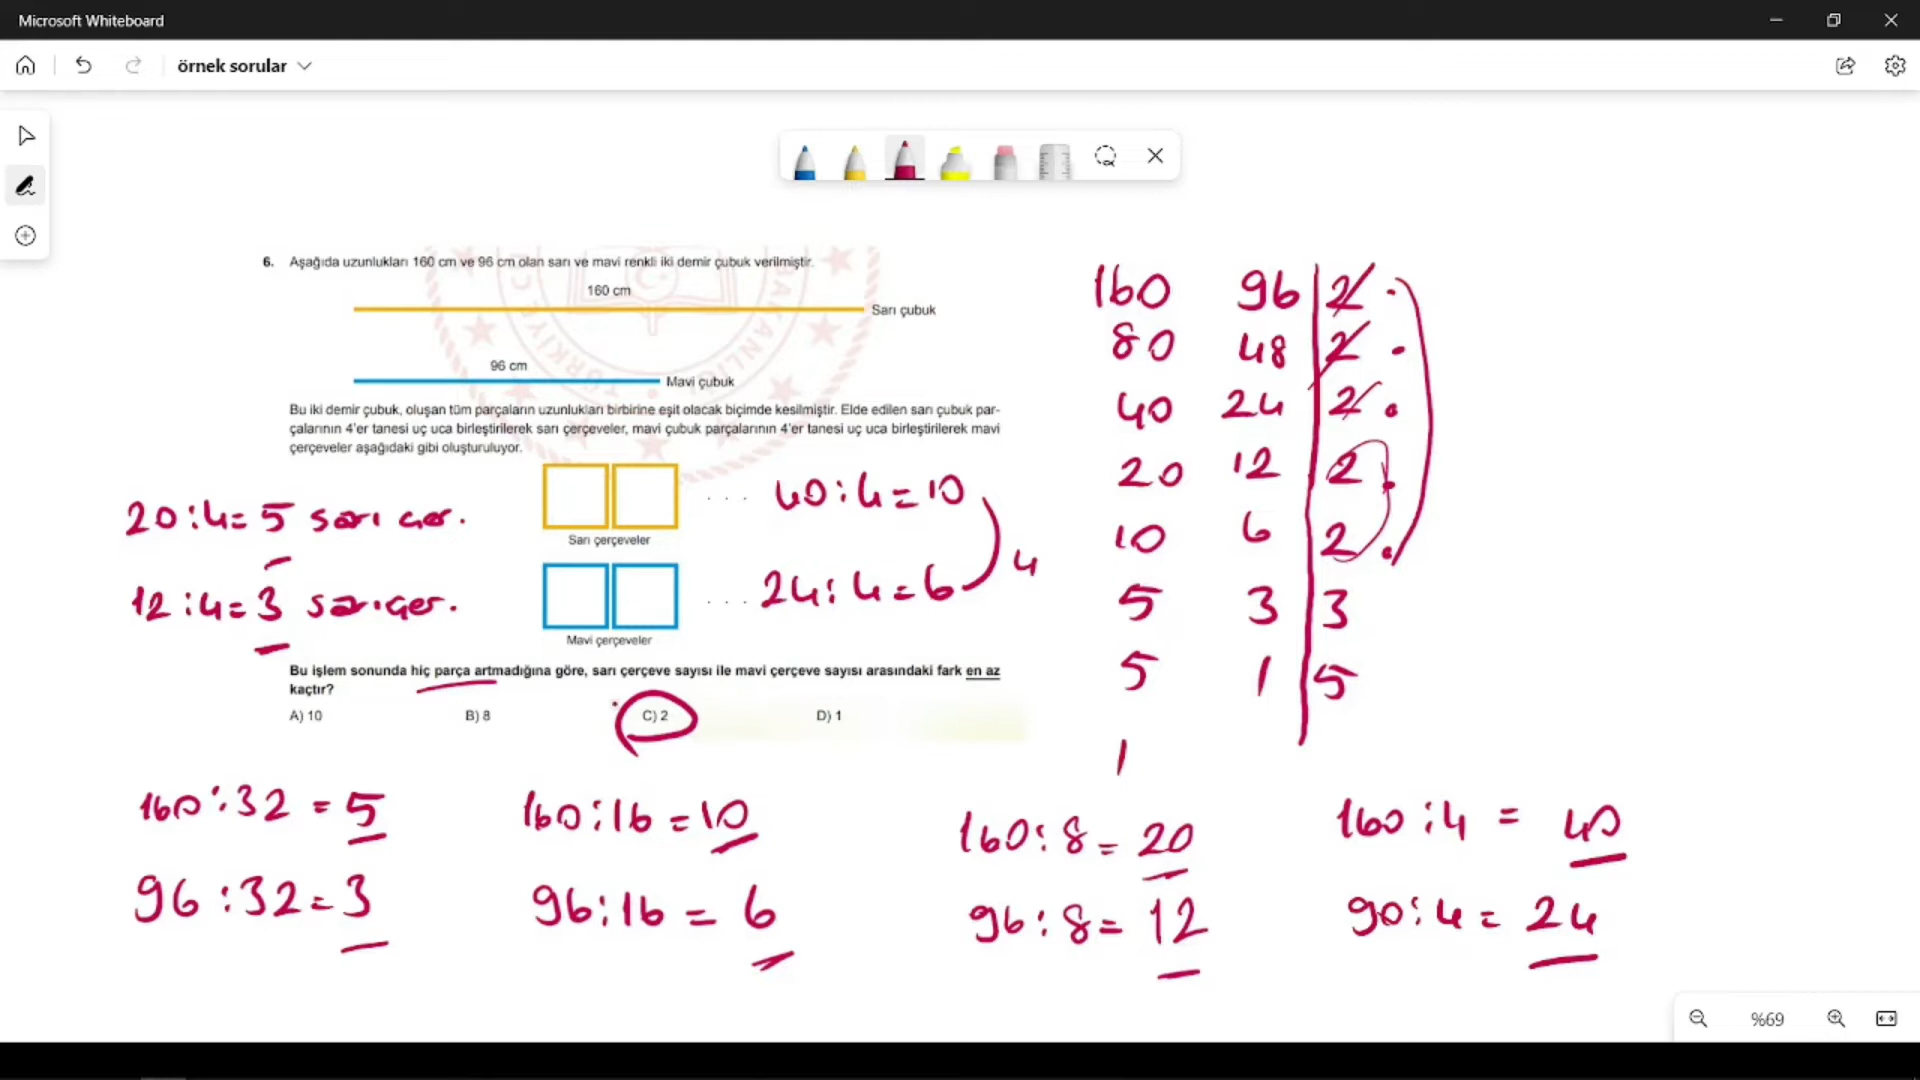 Microsoft Whiteboard
örnek sorular
6. Aşağıda uzunlukları 160 cm ve 96 cm olan sarı ve mavi renkli iki demir çubuk verilmiştir.
160 cm
Sarı çubuk
96 cm
Mavi çubuk
Bu iki demir çubuk, oluşan tüm parçaların uzunlukları birbirine eşit olacak biçimde kesilmiştir. Elde edilen sarı çubuk par-
çalarının 4'er tanesi uç uca birleştirilerek sarı çerçeveler, mavi çubuk parçalarının 4'er tanesi uç uca birleştirilerek mavi
çerçeveler aşağıdaki gibi oluşturuluyor.
. . . 40:4=10
Sarı çerçeveler
. . . 24:4=6
4
Mavi çerçeveler
20:4=5 sarı çer.
12:4=3 sarı çer.
Bu işlem sonunda hiç parça artmadığına göre, sarı çerçeve sayısı ile mavi çerçeve sayısı arasındaki fark en az
kaçtır?
A) 10 B) 8 C) 2 D) 1
160 96 2
80 48 2
40 24 2
20 12 2
10 6 2
5 3 3
5 1 5
1
160:32=5 160:16=10 160:8=20 160:4=40
96:32=3 96:16=6 96:8=12 90:4=24
%69